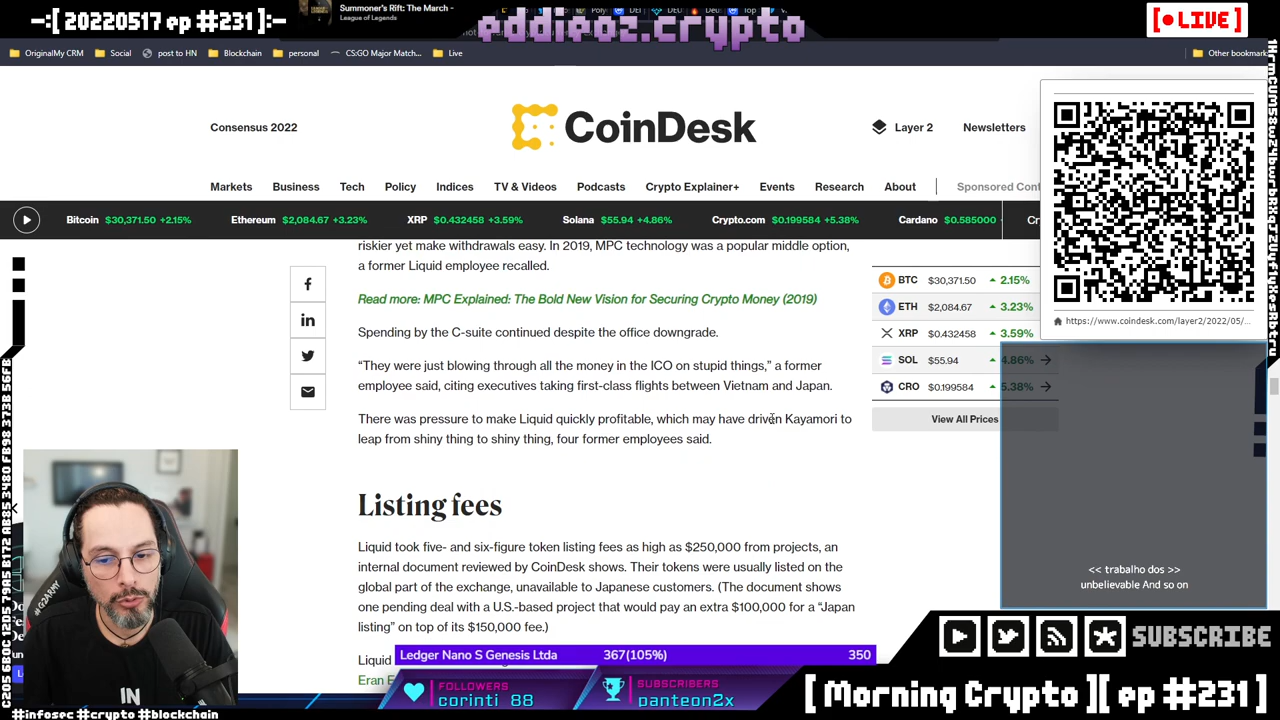 -:[ 20220517 ep #231 ]:-
Summoner's Rift: The March -
League of Legends
eddieoz.crypto
[● LIVE]
OriginalMy CRM
Social
post to HN
Blockchain
personal
CS:GO Major Match...
Live
Other bookmark
Consensus 2022
CoinDesk
Layer 2
Newsletters
Markets
Business
Tech
Policy
Indices
TV & Videos
Podcasts
Crypto Explainer+
Events
Research
About
Sponsored Cont
Bitcoin $30,371.50 +2.15%
Ethereum $2,084.67 +3.23%
XRP $0.432458 +3.59%
Solana $55.94 +4.86%
Crypto.com $0.199584 +5.38%
Cardano $0.585000
Cr
https://www.coindesk.com/layer2/2022/05/...
riskier yet make withdrawals easy. In 2019, MPC technology was a popular middle option,
a former Liquid employee recalled.
Read more: MPC Explained: The Bold New Vision for Securing Crypto Money (2019)
Spending by the C-suite continued despite the office downgrade.
“They were just blowing through all the money in the ICO on stupid things,” a former
employee said, citing executives taking first-class flights between Vietnam and Japan.
There was pressure to make Liquid quickly profitable, which may have driven Kayamori to
leap from shiny thing to shiny thing, four former employees said.
Listing fees
Liquid took five- and six-figure token listing fees as high as $250,000 from projects, an
internal document reviewed by CoinDesk shows. Their tokens were usually listed on the
global part of the exchange, unavailable to Japanese customers. (The document shows
one pending deal with a U.S.-based project that would pay an extra $100,000 for a “Japan
listing” on top of its $150,000 fee.)
Liquid
Eran E
BTC $30,371.50 2.15%
ETH $2,084.67 3.23%
XRP $0.432458 3.59%
SOL $55.94 4.86%
CRO $0.199584 5.38%
View All Prices
<< trabalho dos >>
unbelievable And so on
Ledger Nano S Genesis Ltda 367(105%) 350
FOLLOWERS
corinti 88
SUBSCRIBERS
panteon2x
SUBSCRIBE
[ Morning Crypto ][ ep #231 ]
IN
#infosec #crypto #blockchain